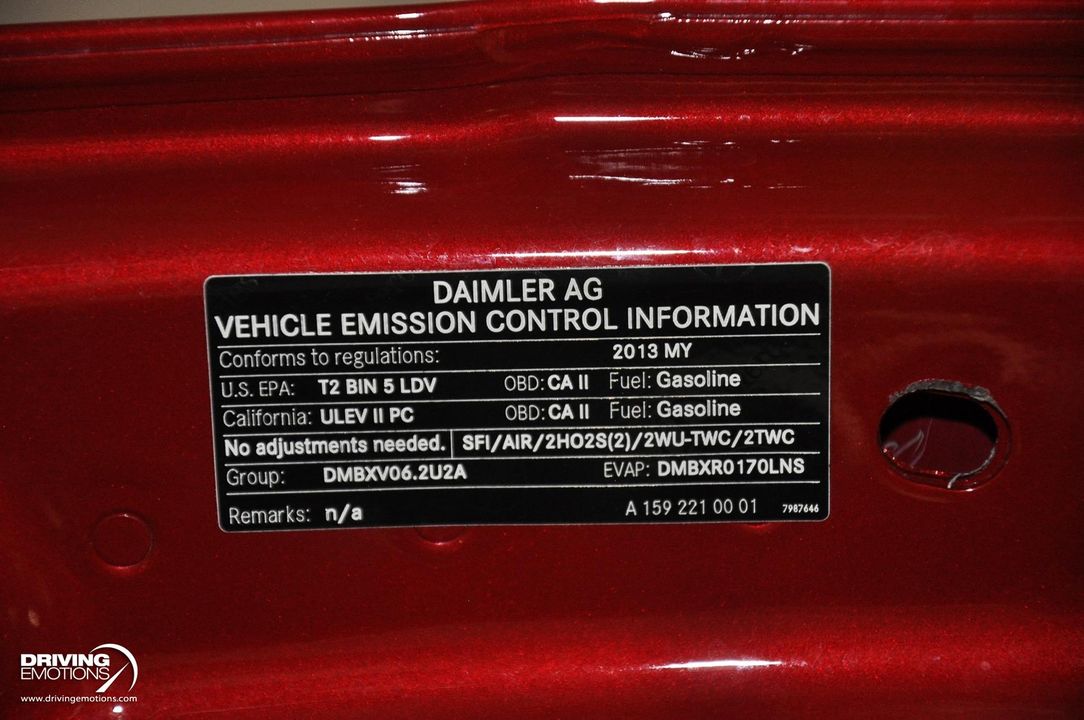 DAIMLER AG
VEHICLE EMISSION CONTROL INFORMATION
Conforms to regulations: 2013 MY
U.S. EPA: T2 BIN 5 LDV OBD: CA II Fuel: Gasoline
California: ULEV II PC OBD: CA II Fuel: Gasoline
No adjustments needed. SFI/AIR/2HO2S(2)/2WU-TWC/2TWC
Group: DMBXV06.2U2A EVAP: DMBXR0170LNS
Remarks: n/a A 159 221 00 01 7987646
DRIVING
EMOTIONS
www.drivingemotions.com